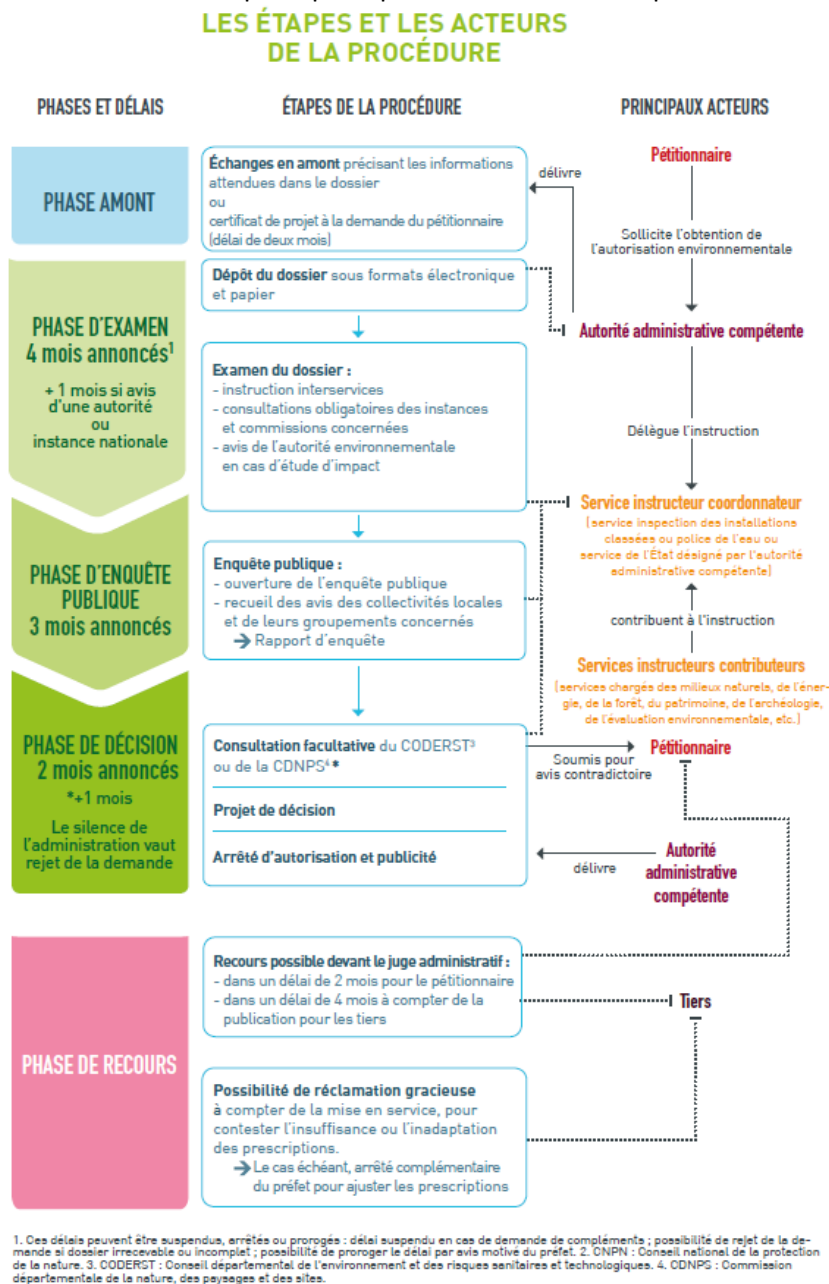 LES ÉTAPES ET LES ACTEURS
DE LA PROCÉDURE
PHASES ET DÉLAIS
ÉTAPES DE LA PROCÉDURE
PRINCIPAUX ACTEURS
PHASE AMONT
Échanges en amont précisant les informations
attendues dans le dossier
ou
certificat de projet à la demande du pétitionnaire
(délai de deux mois)
délivre
Pétitionnaire
Sollicite l'obtention de
l'autorisation environnementale
PHASE D'EXAMEN
4 mois annoncés¹
+ 1 mois si avis
d'une autorité
ou
instance nationale
Dépôt du dossier sous formats électronique
et papier
Autorité administrative compétente
Examen du dossier :
- instruction interservices
- consultations obligatoires des instances
et commissions concernées
- avis de l'autorité environnementale
en cas d'étude d'impact
Délègue l'instruction
Service instructeur coordonnateur
(service inspection des installations
classées ou police de l'eau ou
service de l'État désigné par l'autorité
administrative compétente)
PHASE D'ENQUÊTE
PUBLIQUE
3 mois annoncés
Enquête publique :
- ouverture de l'enquête publique
- recueil des avis des collectivités locales
et de leurs groupements concernés
→ Rapport d'enquête
contribuent à l'instruction
Services instructeurs contributeurs
(services chargés des milieux naturels, de l'éner-
gie, de la forêt, du patrimoine, de l'archéologie,
de l'évaluation environnementale, etc.)
PHASE DE DÉCISION
2 mois annoncés
*+1 mois
Le silence de
l'administration vaut
rejet de la demande
Consultation facultative du CODERST³
ou de la CDNPS⁴ *
Projet de décision
Arrêté d'autorisation et publicité
Soumis pour
avis contradictoire
Pétitionnaire
délivre
Autorité
administrative
compétente
PHASE DE RECOURS
Recours possible devant le juge administratif :
- dans un délai de 2 mois pour le pétitionnaire
- dans un délai de 4 mois à compter de la
publication pour les tiers
Tiers
Possibilité de réclamation gracieuse
à compter de la mise en service, pour
contester l'insuffisance ou l'inadaptation
des prescriptions.
→ Le cas échéant, arrêté complémentaire
du préfet pour ajuster les prescriptions
1. Ces délais peuvent être suspendus, arrêtés ou prorogés : délai suspendu en cas de demande de compléments ; possibilité de rejet de la de-
mande si dossier irrecevable ou incomplet ; possibilité de proroger le délai par avis motivé du préfet. 2. CNPN : Conseil national de la protection
de la nature. 3. CODERST : Conseil départemental de l'environnement et des risques sanitaires et technologiques. 4. CDNPS : Commission
départementale de la nature, des paysages et des sites.